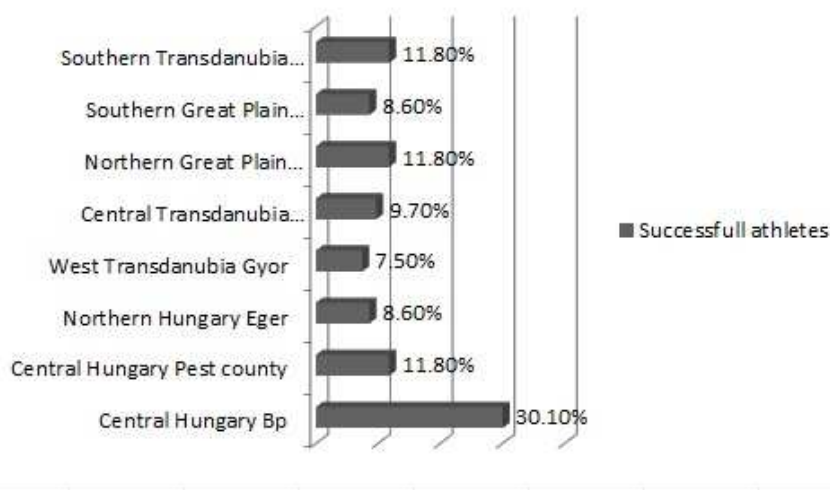 Southern Transdanubia... 11.80%
Southern Great Plain... 8.60%
Northern Great Plain... 11.80%
Central Transdanubia... 9.70%
West Transdanubia Gyor 7.50%
Successfull athletes
Northern Hungary Eger 8.60%
Central Hungary Pest county 11.80%
Central Hungary Bp 30.10%